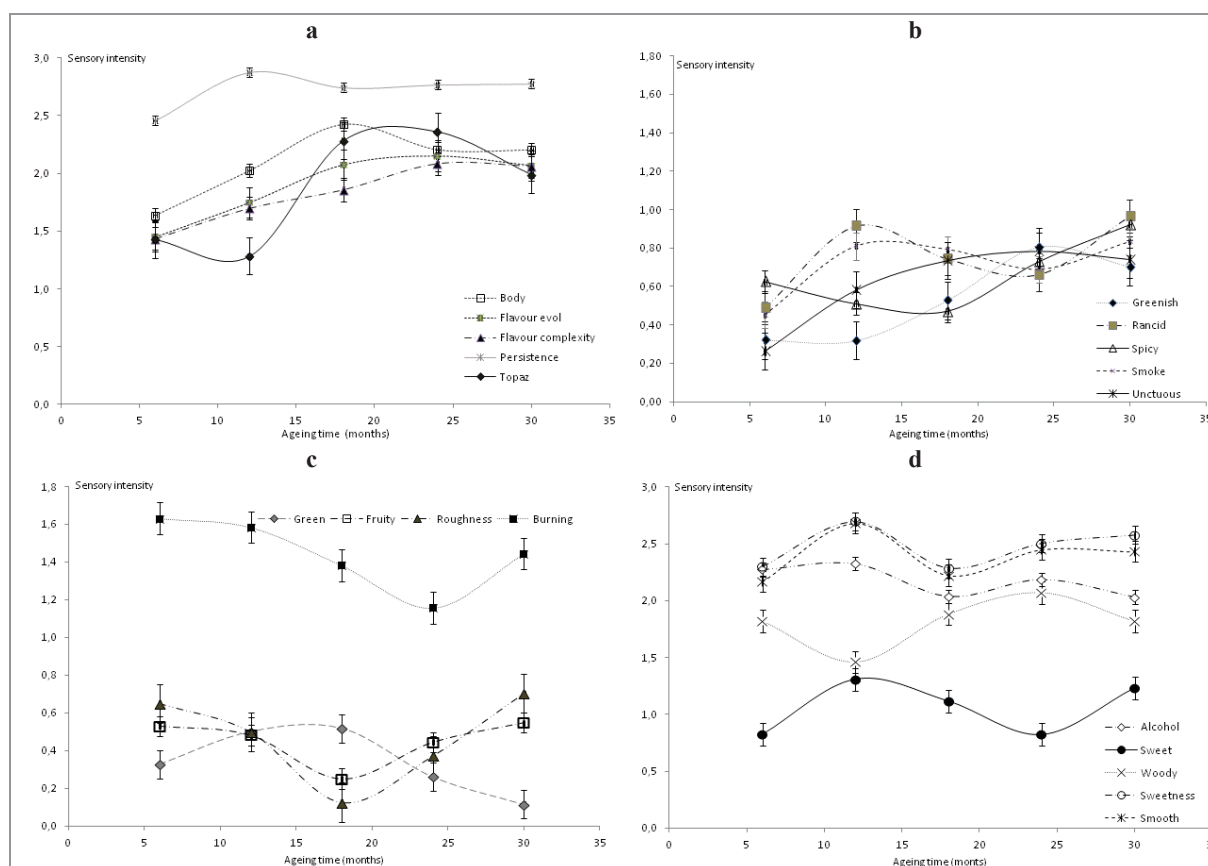 a
Sensory intensity
3,0
2,5
2,0
1,5
1,0
0,5
0,0
0 5 10 15 20 25 30 35
Ageing time (months)
Body
Flavour evol
Flavour complexity
Persistence
Topaz
b
Sensory intensity
1,80
1,60
1,40
1,20
1,00
0,80
0,60
0,40
0,20
0,00
0 5 10 15 20 25 30 35
Ageing time (months)
Greenish
Rancid
Spicy
Smoke
Unctuous
c
Sensory intensity
1,8
1,6
1,4
1,2
1,0
0,8
0,6
0,4
0,2
0,0
0 5 10 15 20 25 30 35
Ageing time (months)
Green Fruity Roughness Burning
d
Sensory intensity
3,0
2,5
2,0
1,5
1,0
0,5
0,0
0 5 10 15 20 25 30 35
Ageing time (months)
Alcohol
Sweet
Woody
Sweetness
Smooth